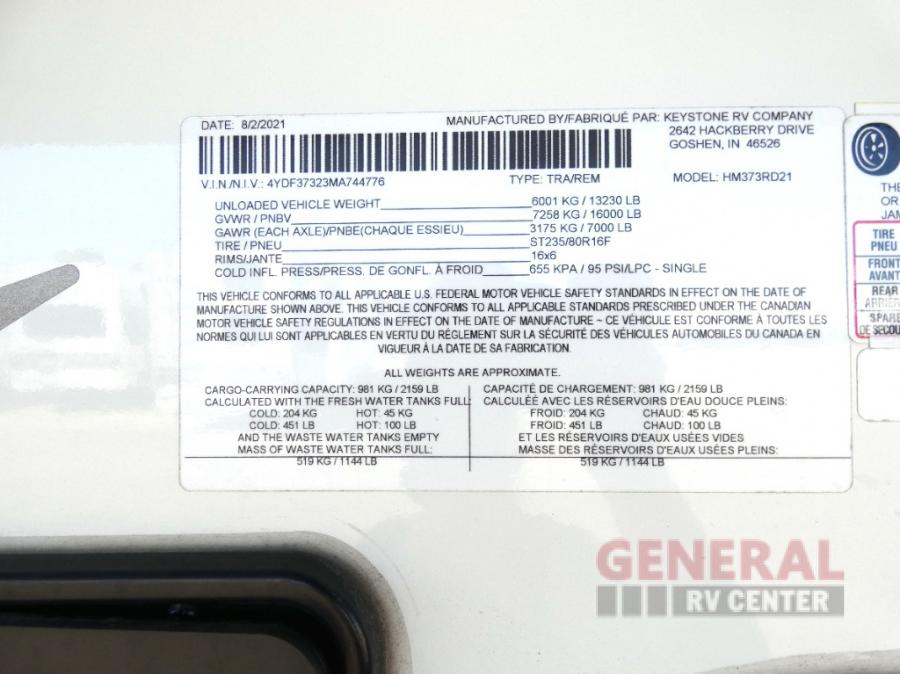 DATE: 8/2/2021
MANUFACTURED BY/FABRIQUÉ PAR: KEYSTONE RV COMPANY
2642 HACKBERRY DRIVE
GOSHEN, IN 46526
V.I.N./N.I.V.: 4YDF37323MA744776 TYPE: TRA/REM MODEL: HM373RD21
UNLOADED VEHICLE WEIGHT 6001 KG / 13230 LB
GVWR / PNBV 7258 KG / 16000 LB
GAWR (EACH AXLE)/PNBE(CHAQUE ESSIEU) 3175 KG / 7000 LB
TIRE / PNEU ST235/80R16F
RIMS/JANTE 16x6
COLD INFL. PRESS/PRESS. DE GONFL. À FROID 655 KPA / 95 PSI/LPC - SINGLE
THIS VEHICLE CONFORMS TO ALL APPLICABLE U.S. FEDERAL MOTOR VEHICLE SAFETY STANDARDS IN EFFECT ON THE DATE OF
MANUFACTURE SHOWN ABOVE. THIS VEHICLE CONFORMS TO ALL APPLICABLE STANDARDS PRESCRIBED UNDER THE CANADIAN
MOTOR VEHICLE SAFETY REGULATIONS IN EFFECT ON THE DATE OF MANUFACTURE – CE VÉHICULE EST CONFORME À TOUTES LES
NORMES QUI LUI SONT APPLICABLES EN VERTU DU RÈGLEMENT SUR LA SÉCURITÉ DES VÉHICULES AUTOMOBILES DU CANADA EN
VIGUEUR À LA DATE DE SA FABRICATION.
ALL WEIGHTS ARE APPROXIMATE.
CARGO-CARRYING CAPACITY: 981 KG / 2159 LB
CALCULATED WITH THE FRESH WATER TANKS FULL:
COLD: 204 KG HOT: 45 KG
COLD: 451 LB HOT: 100 LB
AND THE WASTE WATER TANKS EMPTY
MASS OF WASTE WATER TANKS FULL:
519 KG / 1144 LB
CAPACITÉ DE CHARGEMENT: 981 KG / 2159 LB
CALCULÉE AVEC LES RÉSERVOIRS D'EAU DOUCE PLEINS:
FROID: 204 KG CHAUD: 45 KG
FROID: 451 LB CHAUD: 100 LB
ET LES RÉSERVOIRS D'EAUX USÉES VIDES
MASSE DES RÉSERVOIRS D'EAUX USÉES PLEINS:
519 KG / 1144 LB
TH
OR
JAM
TIRE
PNEU
FRONT
AVANT
REAR
ARRIÈR
SPARE
DE SECOU
GENERAL
RV CENTER